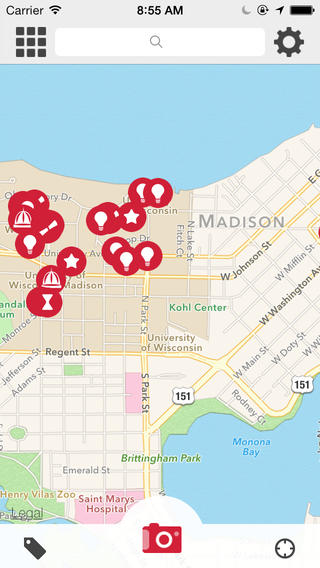 Carrier
8:55 AM
Observatory Dr
University of
Wisconsin
MADISON
N Lake St
Fitch Ct
W Johnson St
W Mifflin St
W Washington Ave
Kohl Center
University
of Wisconsin
N Park St
S Park St
Monroe St
Regent St
Jefferson St
Adams St
W Main St
W Doty St
W Wilson St
Rodney Ct
151
151
Monona
Bay
Brittingham Park
Emerald St
Henry Vilas Zoo
Saint Marys
Hospital
Legal